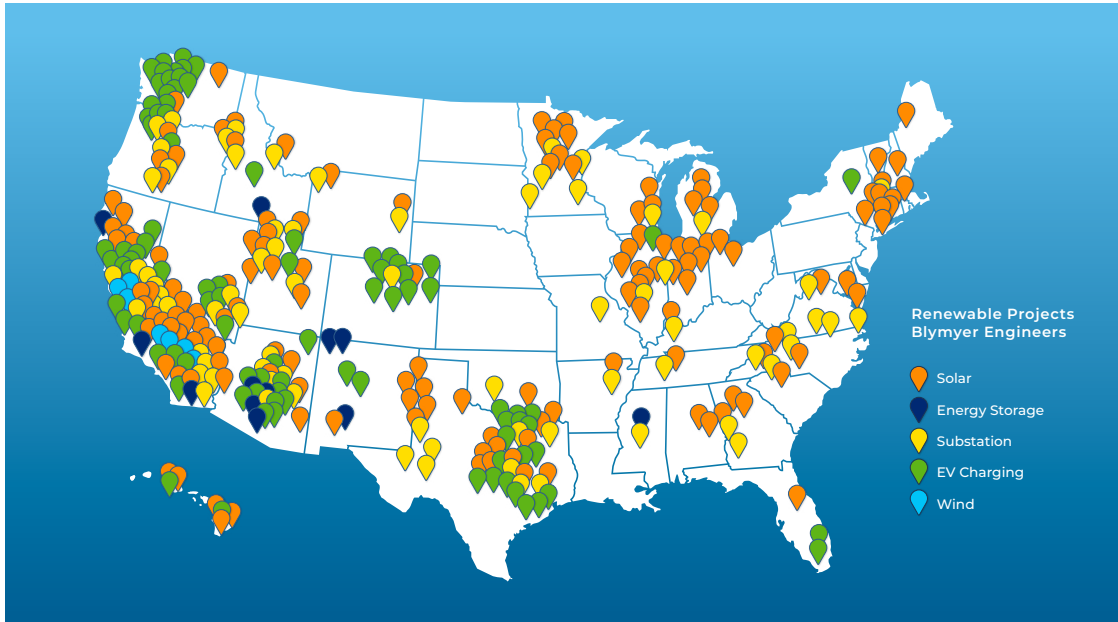 Renewable Projects
Blymyer Engineers
Solar
Energy Storage
Substation
EV Charging
Wind